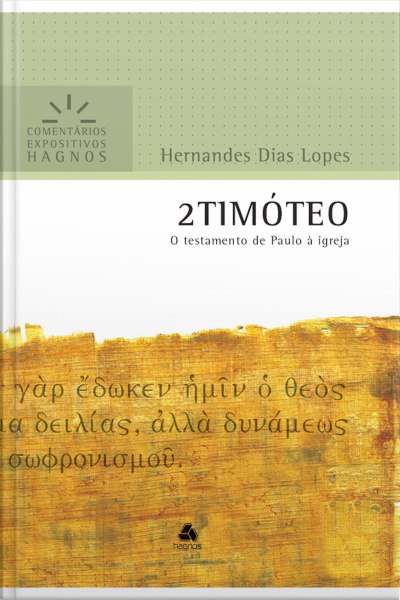 COMENTÁRIOS
EXPOSITIVOS
HAGNOS
Hernandes Dias Lopes
2TIMÓTEO
O testamento de Paulo à igreja
γὰρ ἔδωκεν ἡμῖν ὁ θεὸς
μα δειλίας, ἀλλὰ δυνάμεως
σωφρονισμοῦ.
hagnos